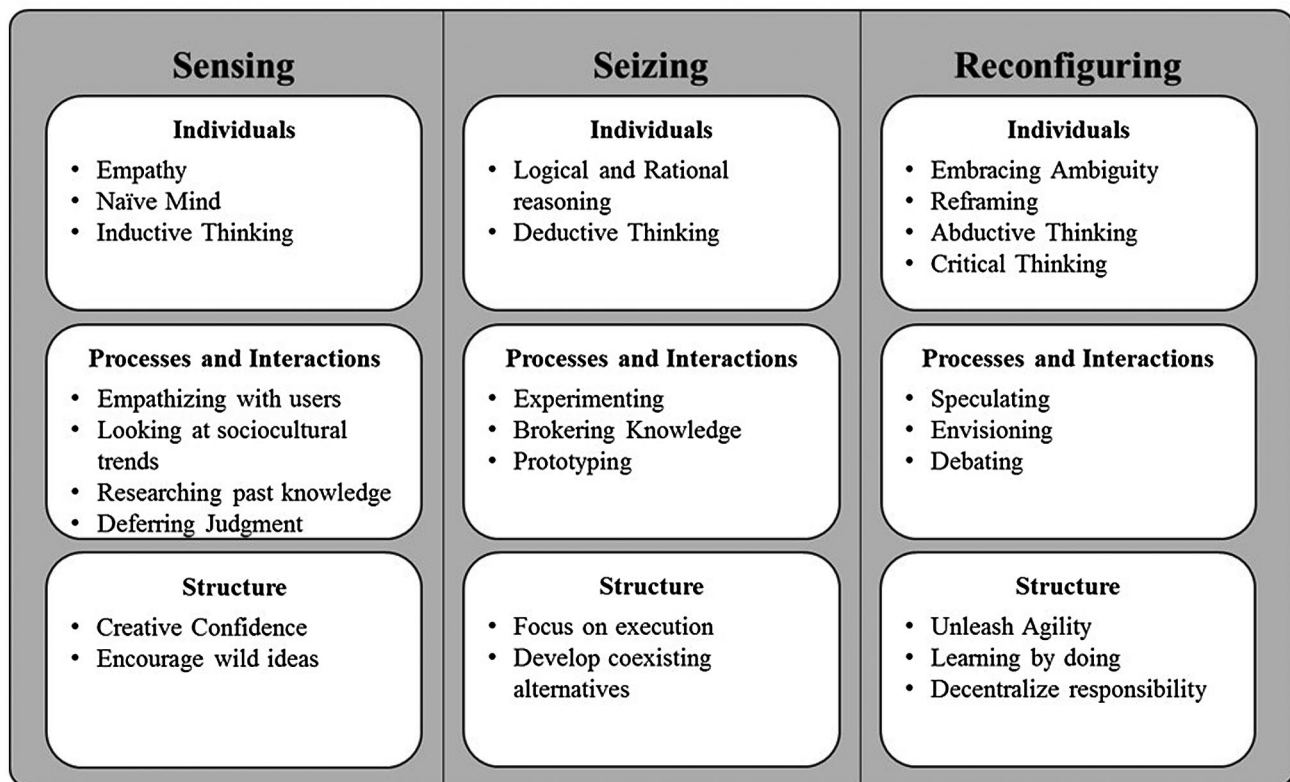 Sensing
Individuals
• Empathy
• Naïve Mind
• Inductive Thinking
Processes and Interactions
• Empathizing with users
• Looking at sociocultural
trends
• Researching past knowledge
• Deferring Judgment
Structure
• Creative Confidence
• Encourage wild ideas
Seizing
Individuals
• Logical and Rational
reasoning
• Deductive Thinking
Processes and Interactions
• Experimenting
• Brokering Knowledge
• Prototyping
Structure
• Focus on execution
• Develop coexisting
alternatives
Reconfiguring
Individuals
• Embracing Ambiguity
• Reframing
• Abductive Thinking
• Critical Thinking
Processes and Interactions
• Speculating
• Envisioning
• Debating
Structure
• Unleash Agility
• Learning by doing
• Decentralize responsibility